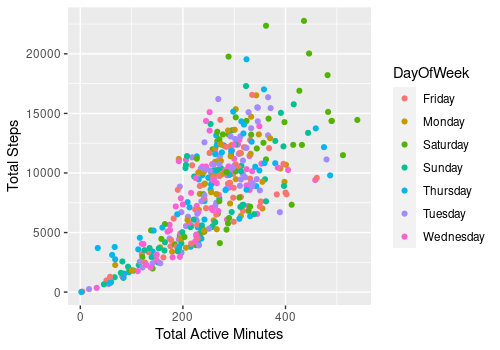 20000
15000
10000
5000
0
Total Steps
0
200
400
Total Active Minutes
DayOfWeek
Friday
Monday
Saturday
Sunday
Thursday
Tuesday
Wednesday